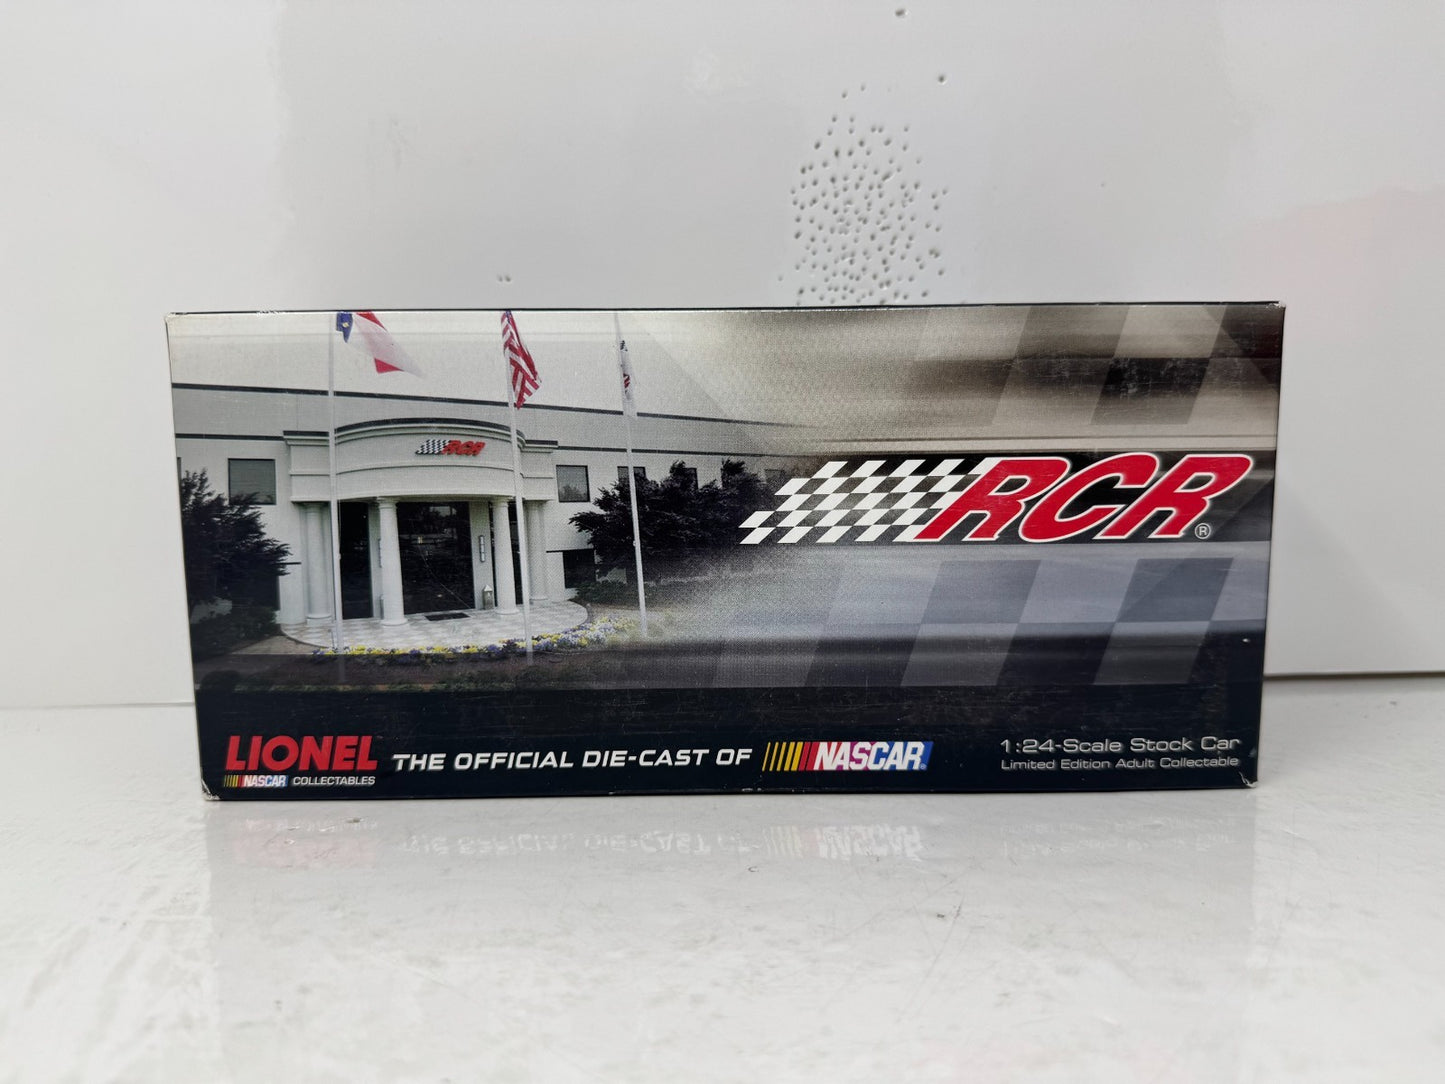 RCR
RCR®
LIONEL
NASCAR COLLECTABLES
THE OFFICIAL DIE-CAST OF NASCAR.
1:24-Scale Stock Car
Limited Edition Adult Collectable